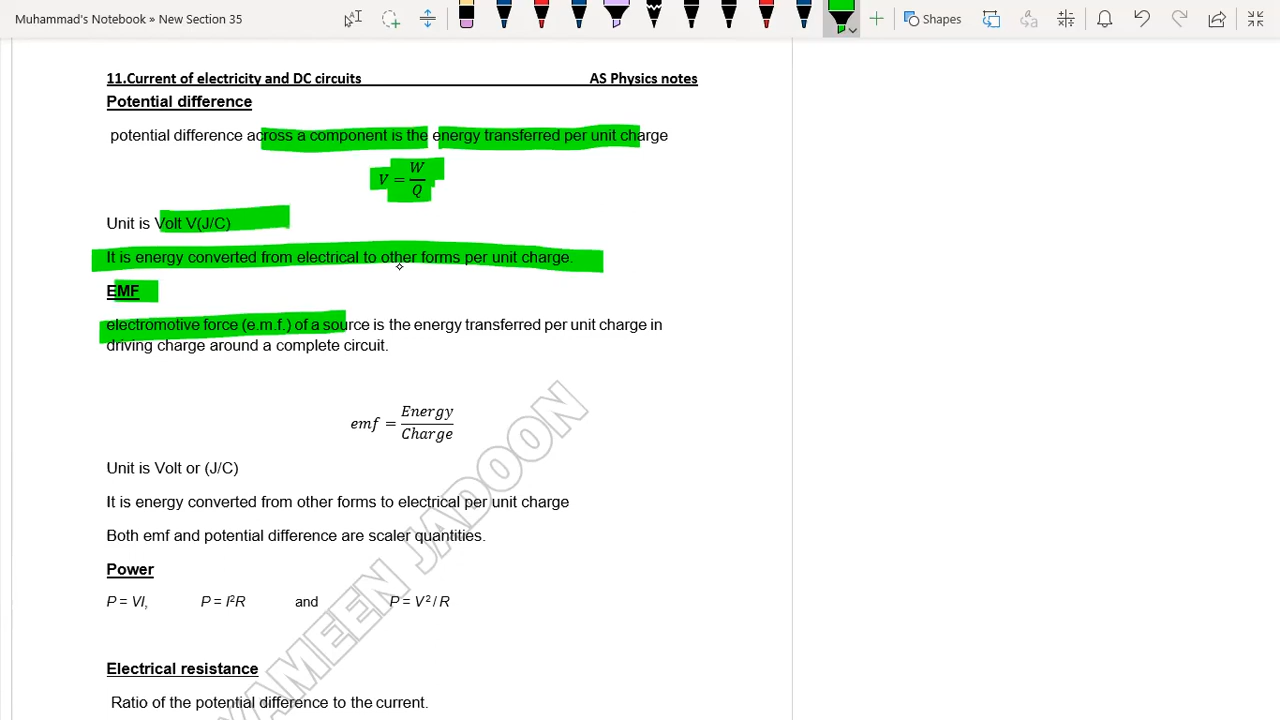 Muhammad's Notebook » New Section 35
Shapes
11.Current of electricity and DC circuits AS Physics notes
Potential difference
potential difference across a component is the energy transferred per unit charge
V = W/Q
Unit is Volt V(J/C)
It is energy converted from electrical to other forms per unit charge.
EMF
electromotive force (e.m.f.) of a source is the energy transferred per unit charge in
driving charge around a complete circuit.
emf = Energy/Charge
Unit is Volt or (J/C)
It is energy converted from other forms to electrical per unit charge
Both emf and potential difference are scaler quantities.
Power
P = VI, P = I²R and P = V² / R
Electrical resistance
Ratio of the potential difference to the current.
YAMEEN JADOON